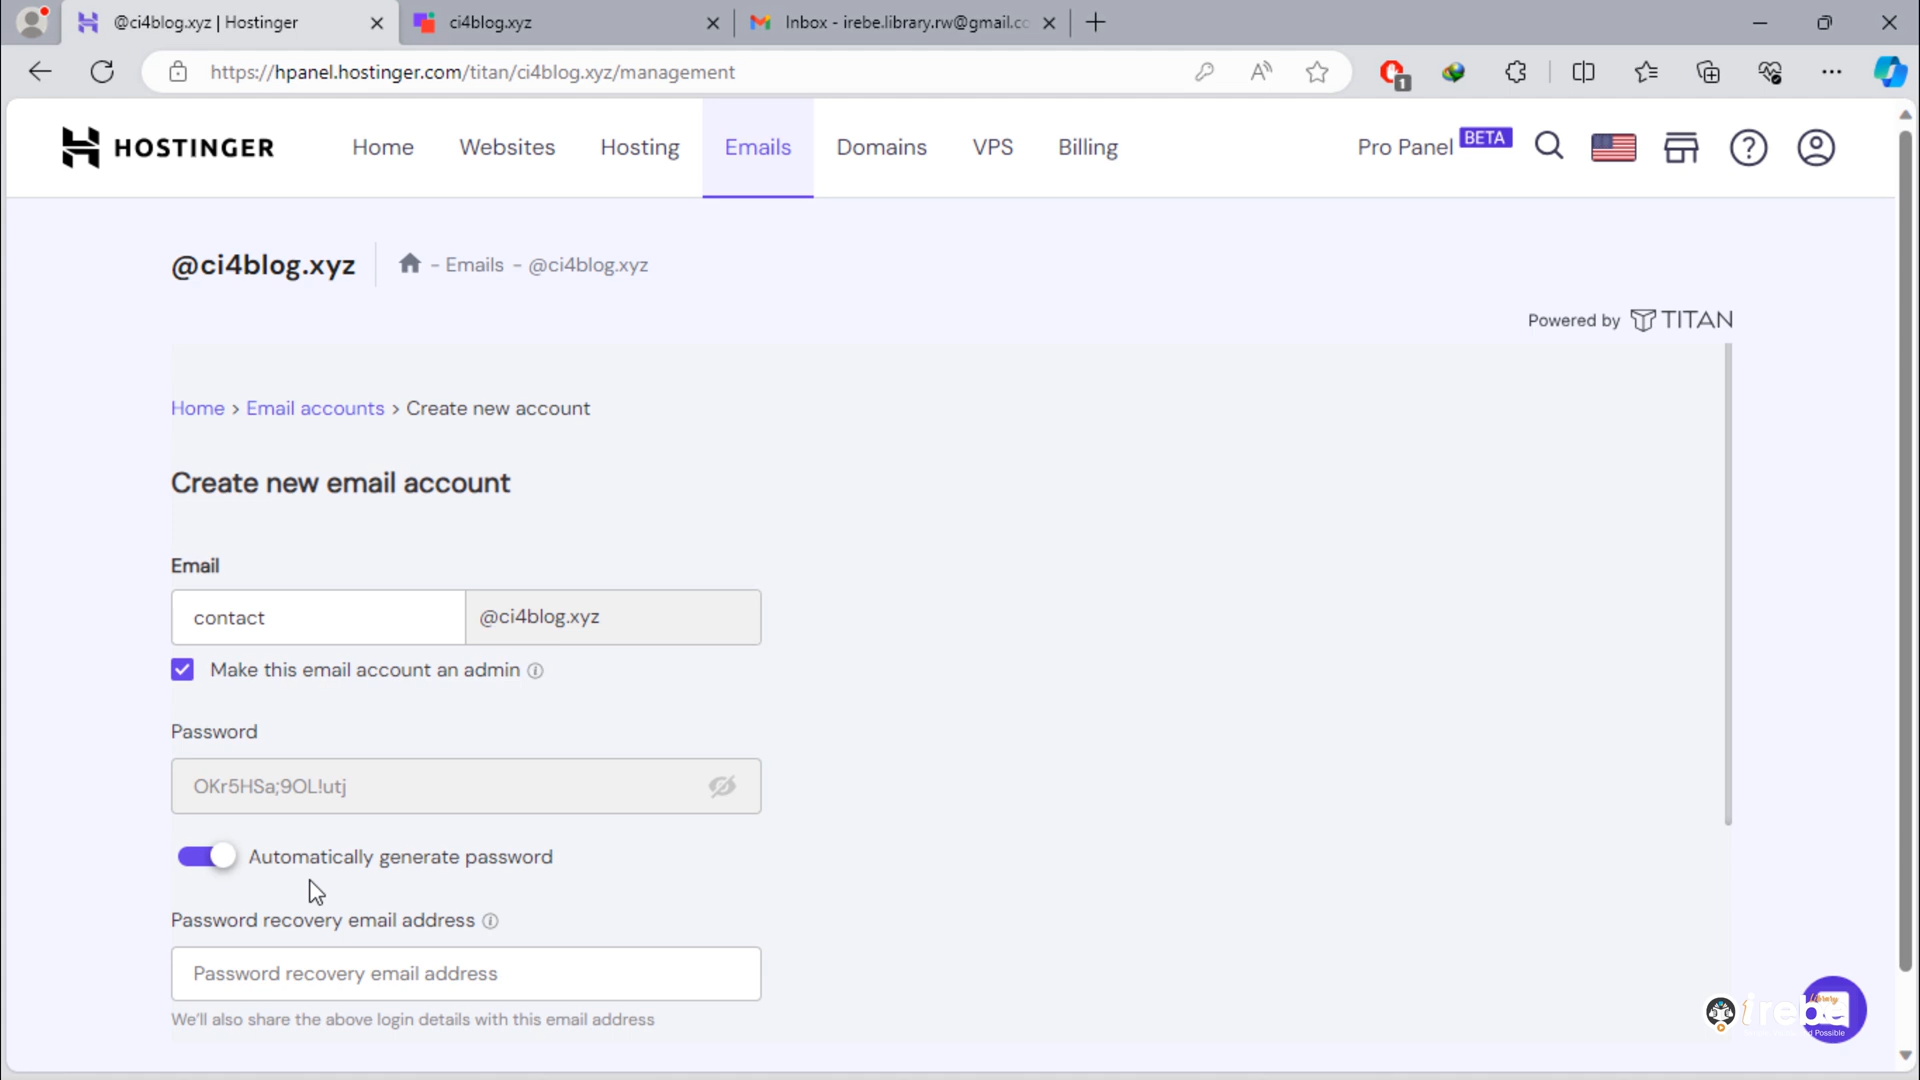 @ci4blog.xyz | Hostinger
ci4blog.xyz
Inbox - irebe.library.rw@gmail.co
https://hpanel.hostinger.com/titan/ci4blog.xyz/management
1
HOSTINGER
Home
Websites
Hosting
Emails
Domains
VPS
Billing
Pro Panel BETA
@ci4blog.xyz
- Emails - @ci4blog.xyz
Powered by TITAN
Home > Email accounts > Create new account
Create new email account
Email
contact
@ci4blog.xyz
Make this email account an admin
Password
OKr5HSa;9OL!utj
Automatically generate password
Password recovery email address
Password recovery email address
We'll also share the above login details with this email address
irebe
library